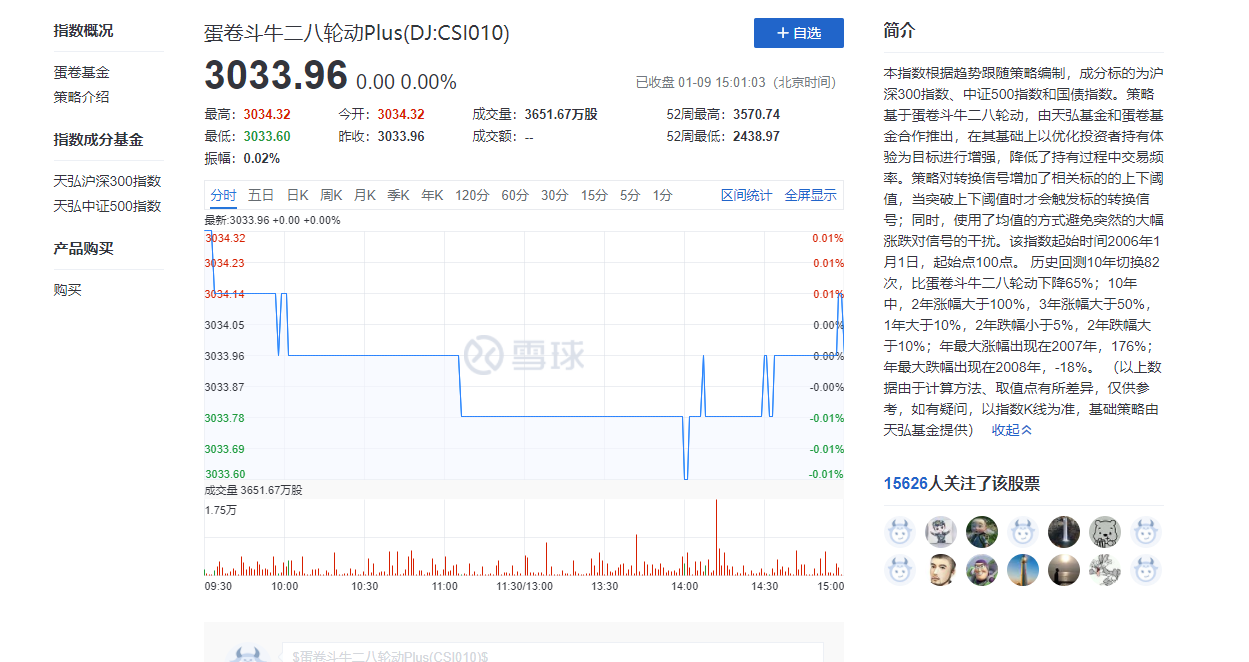 指数概况
蛋卷基金
策略介绍
指数成分基金
天弘沪深300指数
天弘中证500指数
产品购买
购买
蛋卷斗牛二八轮动Plus(DJ:CSI010)
+ 自选
3033.96 0.00 0.00%
已收盘 01-09 15:01:03（北京时间）
最高：3034.32 今开：3034.32 成交量：3651.67万股 52周最高：3570.74
最低：3033.60 昨收：3033.96 成交额：-- 52周最低：2438.97
振幅：0.02%
分时 五日 日K 周K 月K 季K 年K 120分 60分 30分 15分 5分 1分 区间统计 全屏显示
最新:3033.96 +0.00 +0.00%
3034.32 0.01%
3034.23 0.01%
3034.14 0.01%
3034.05 0.00%
3033.96 0.00%
雪球
3033.87 -0.00%
3033.78 -0.01%
3033.69 -0.01%
3033.60 -0.01%
成交量 3651.67万股
1.75万
09:30 10:00 10:30 11:00 11:30/13:00 13:30 14:00 14:30 15:00
$蛋卷斗牛二八轮动Plus(CSI010)$
简介
本指数根据趋势跟随策略编制，成分标的为沪
深300指数、中证500指数和国债指数。策略
基于蛋卷斗牛二八轮动，由天弘基金和蛋卷基
金合作推出，在其基础上以优化投资者持有体
验为目标进行增强，降低了持有过程中交易频
率。策略对转换信号增加了相关标的的上下阈
值，当突破上下阈值时才会触发标的转换信
号；同时，使用了均值的方式避免突然的大幅
涨跌对信号的干扰。该指数起始时间2006年1
月1日，起始点100点。 历史回测10年切换82
次，比蛋卷斗牛二八轮动下降65%；10年
中，2年涨幅大于100%，3年涨幅大于50%，
1年大于10%，2年跌幅小于5%，2年跌幅大
于10%；年最大涨幅出现在2007年，176%；
年最大跌幅出现在2008年，-18%。 （以上数
据由于计算方法、取值点有所差异，仅供参
考，如有疑问，以指数K线为准，基础策略由
天弘基金提供） 收起
15626人关注了该股票